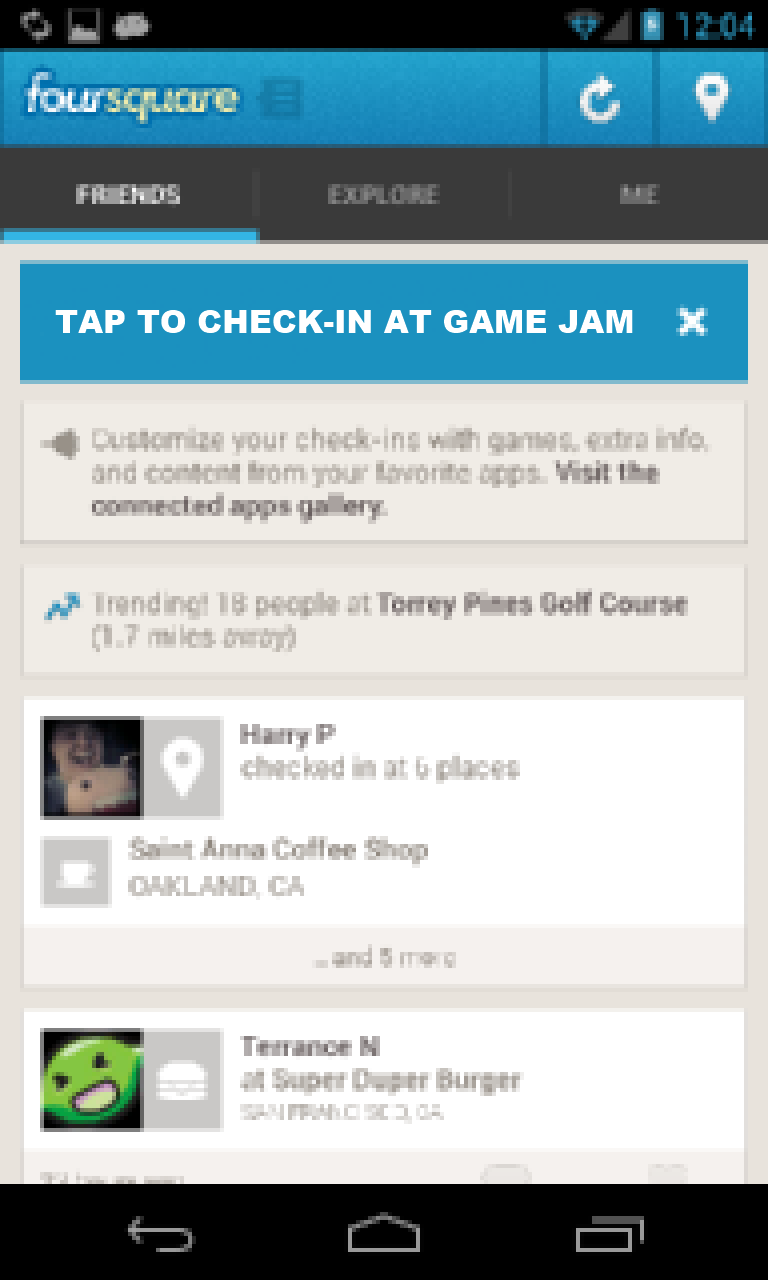 12:04
foursquare
FRIENDS EXPLORE ME
TAP TO CHECK-IN AT GAME JAM
Customize your check-ins with games, extra info,
and content from your favorite apps. Visit the
connected apps gallery.
Trending! 18 people at Torrey Pines Golf Course
(1.7 miles away)
Harry P
checked in at 6 places
Saint Anna Coffee Shop
OAKLAND, CA
...and 5 more
Terrance N
at Super Duper Burger
SAN FRANCISCO, CA